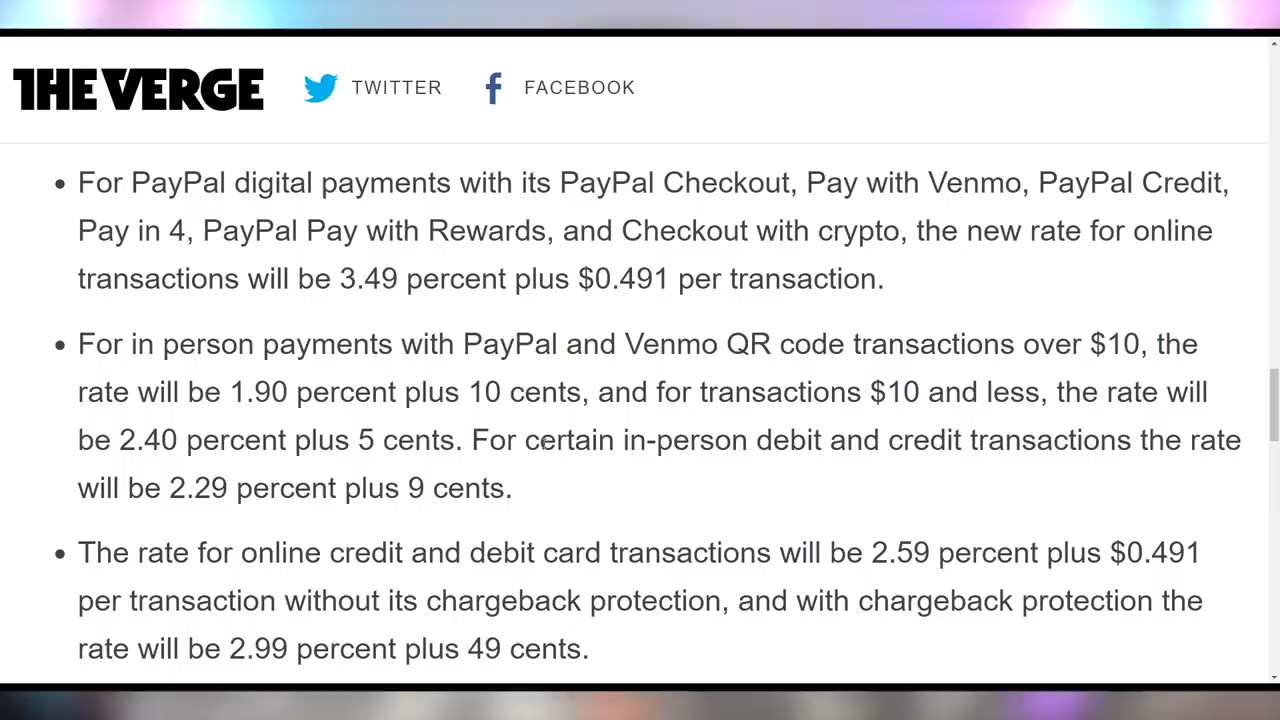 THE VERGE TWITTER FACEBOOK
• For PayPal digital payments with its PayPal Checkout, Pay with Venmo, PayPal Credit,
Pay in 4, PayPal Pay with Rewards, and Checkout with crypto, the new rate for online
transactions will be 3.49 percent plus $0.491 per transaction.
• For in person payments with PayPal and Venmo QR code transactions over $10, the
rate will be 1.90 percent plus 10 cents, and for transactions $10 and less, the rate will
be 2.40 percent plus 5 cents. For certain in-person debit and credit transactions the rate
will be 2.29 percent plus 9 cents.
• The rate for online credit and debit card transactions will be 2.59 percent plus $0.491
per transaction without its chargeback protection, and with chargeback protection the
rate will be 2.99 percent plus 49 cents.